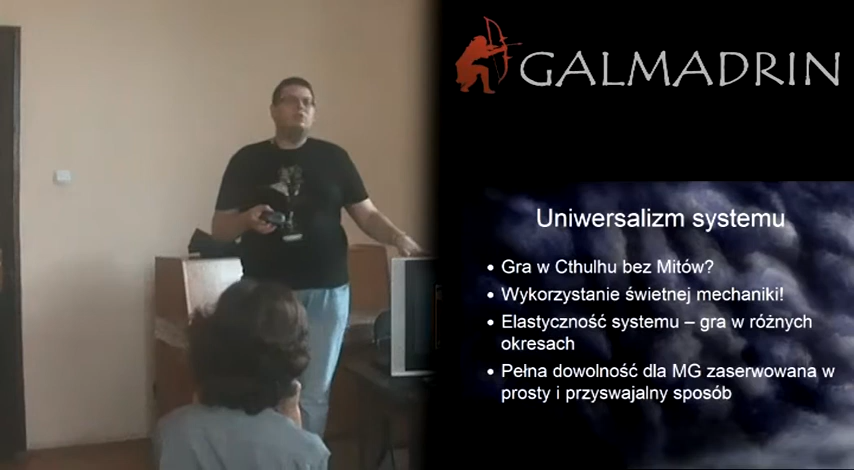 GALMADRIN
Uniwersalizm systemu
• Gra w Cthulhu bez Mitów?
• Wykorzystanie świetnej mechaniki!
• Elastyczność systemu – gra w różnych
okresach
• Pełna dowolność dla MG zaserwowana w
prosty i przyswajalny sposób